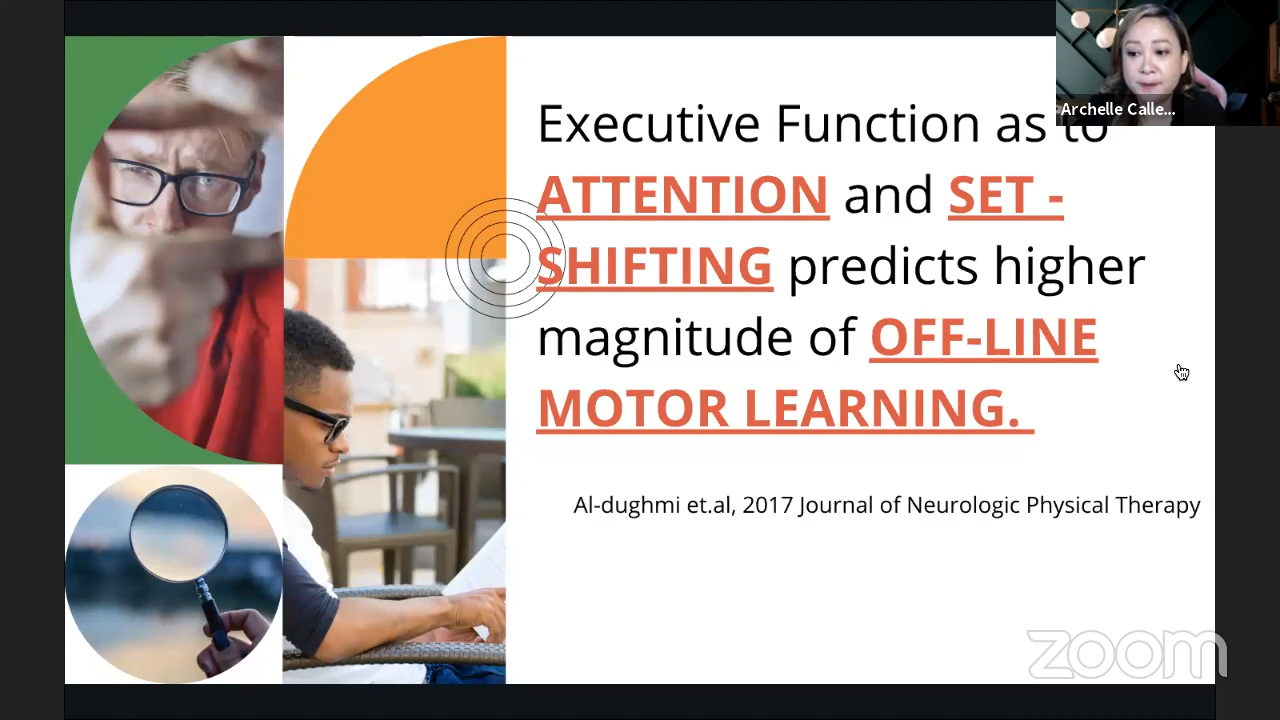 Archelle Calle...
Executive Function as to
ATTENTION and SET -
SHIFTING predicts higher
magnitude of OFF-LINE
MOTOR LEARNING.
Al-dughmi et.al, 2017 Journal of Neurologic Physical Therapy
zoom